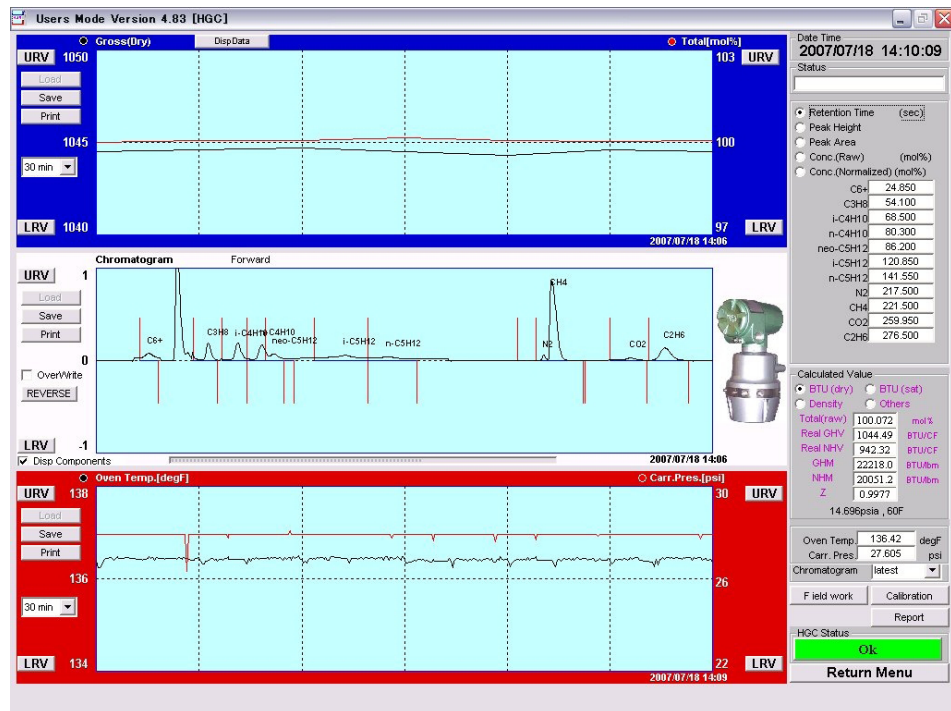 Users Mode Version 4.83 [HGC]
Gross(Dry) DispData Total[mol%]
URV 1050 103 URV
Load
Save
Print
1045 100
30 min
LRV 1040 97 LRV
2007/07/18 14:06
Chromatogram Forward
URV 1
Load
Save
Print
CH4
C6+ C3H8 i-C4H10 C4H10 neo-C5H12 i-C5H12 n-C5H12 N2 CO2 C2H6
0
OverWrite
REVERSE
LRV -1
Disp Components 2007/07/18 14:06
Oven Temp.[degF] Carr.Pres.[psi]
URV 138 30 URV
Load
Save
Print
136 26
30 min
LRV 134 22 LRV
2007/07/18 14:09
Date Time
2007/07/18 14:10:09
Status
Retention Time (sec)
Peak Height
Peak Area
Conc.(Raw) (mol%)
Conc.(Normalized) (mol%)
C6+ 24.850
C3H8 54.100
i-C4H10 68.500
n-C4H10 80.300
neo-C5H12 86.200
i-C5H12 120.850
n-C5H12 141.550
N2 217.500
CH4 221.500
CO2 259.950
C2H6 276.500
Calculated Value
BTU (dry) BTU (sat)
Density Others
Total(raw) 100.072 mol%
Real GHV 1044.49 BTU/CF
Real NHV 942.32 BTU/CF
GHM 22218.0 BTU/lbm
NHM 20051.2 BTU/lbm
Z 0.9977
14.696psia , 60F
Oven Temp. 136.42 degF
Carr. Pres. 27.605 psi
Chromatogram latest
Field work Calibration
Report
HGC Status
Ok
Return Menu